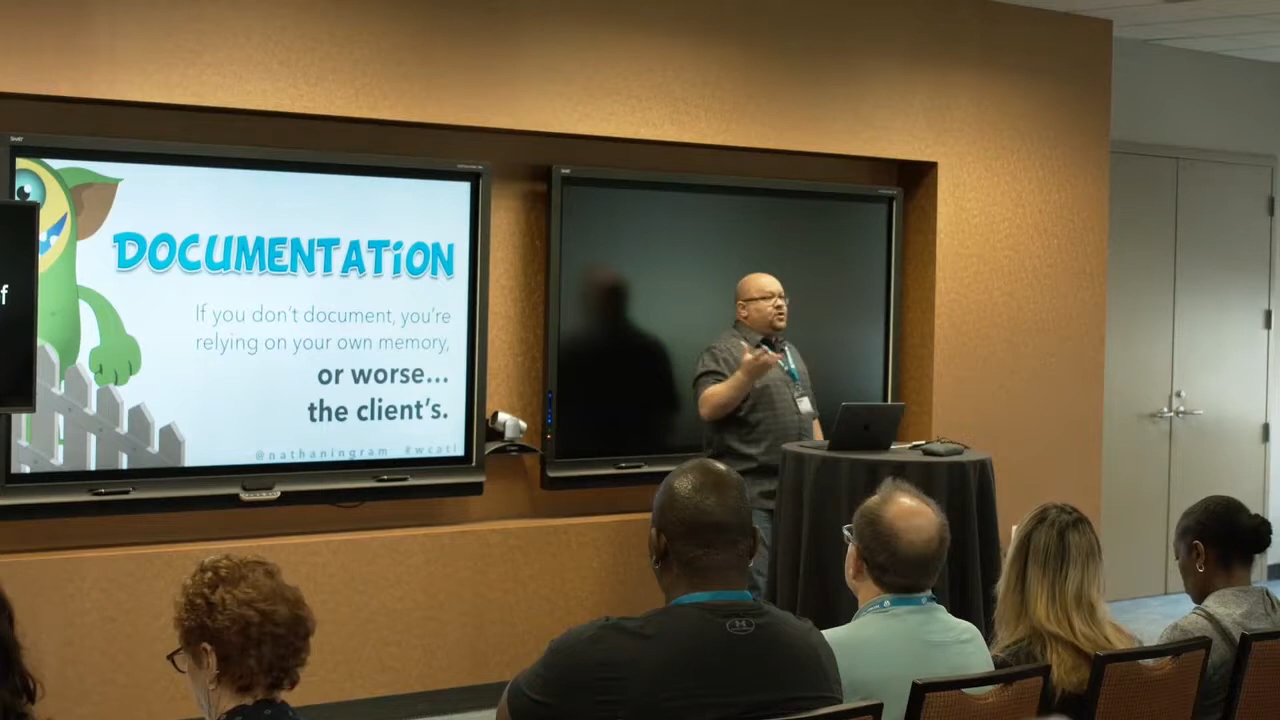 DOCUMENTATiON
If you don't document, you're
relying on your own memory,
or worse...
the client's.
@nathaningram #wcatl
f